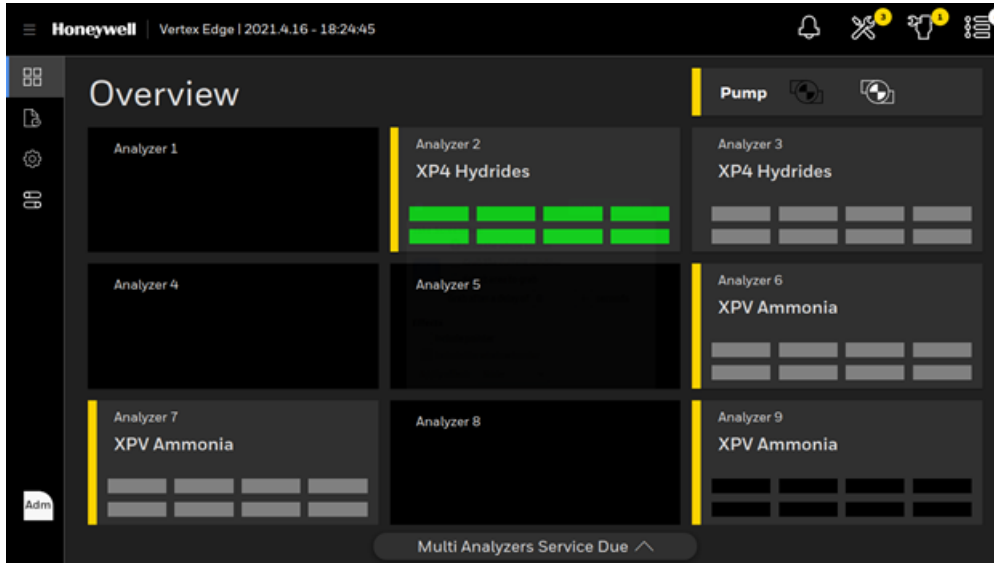 Honeywell | Vertex Edge | 2021.4.16 - 18:24:45
3
1
Overview
Pump
Analyzer 1
Analyzer 2
XP4 Hydrides
Analyzer 3
XP4 Hydrides
Analyzer 4
Analyzer 5
Analyzer 6
XPV Ammonia
Analyzer 7
XPV Ammonia
Analyzer 8
Analyzer 9
XPV Ammonia
Adm
Multi Analyzers Service Due